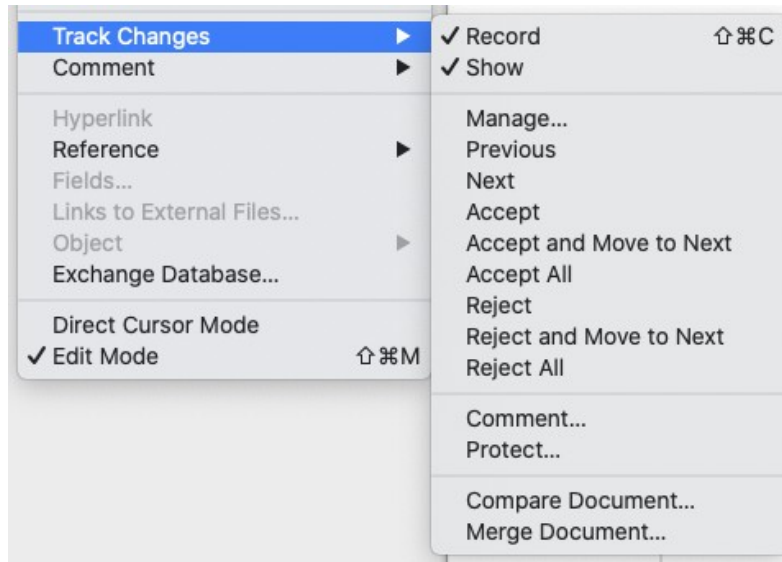 Track Changes ▶
Comment ▶
Hyperlink
Reference ▶
Fields...
Links to External Files...
Object ▶
Exchange Database...
Direct Cursor Mode
✓ Edit Mode ⇧⌘M
✓ Record ⇧⌘C
✓ Show
Manage...
Previous
Next
Accept
Accept and Move to Next
Accept All
Reject
Reject and Move to Next
Reject All
Comment...
Protect...
Compare Document...
Merge Document...